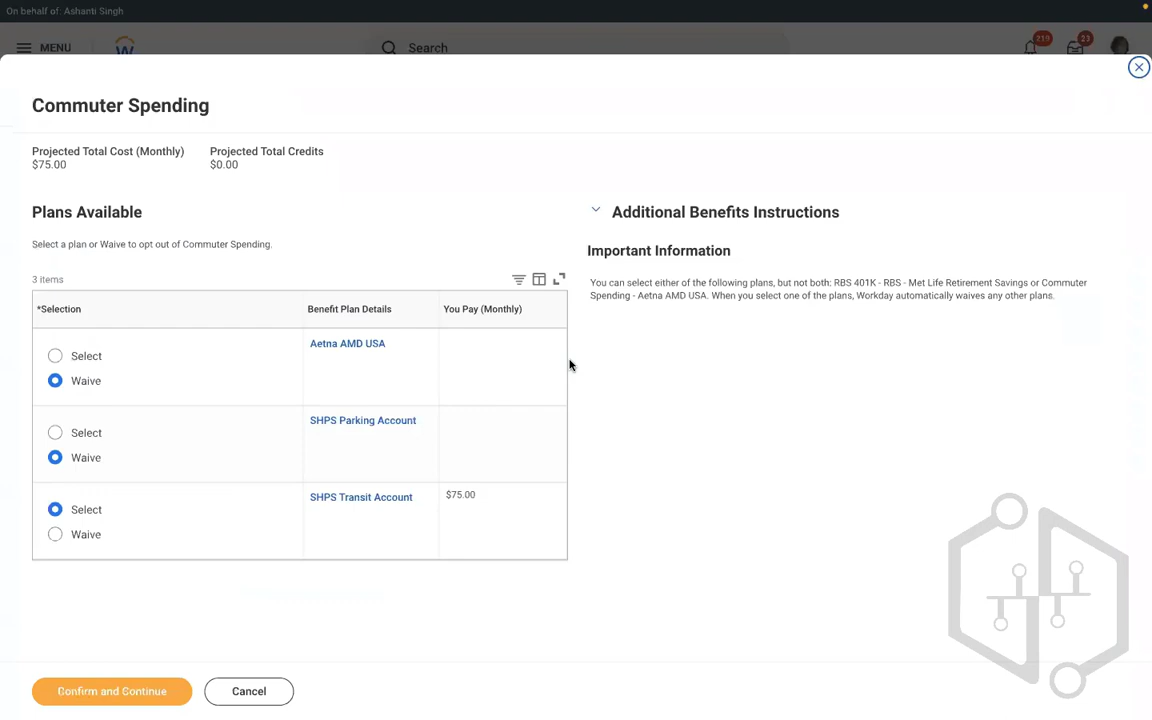 On behalf of: Ashanti Singh
MENU
Search
219
23
Commuter Spending
Projected Total Cost (Monthly)
$75.00
Projected Total Credits
$0.00
Plans Available
Select a plan or Waive to opt out of Commuter Spending.
3 items
*Selection
Benefit Plan Details
You Pay (Monthly)
Select
Waive
Aetna AMD USA
Select
Waive
SHPS Parking Account
Select
Waive
SHPS Transit Account
$75.00
Additional Benefits Instructions
Important Information
You can select either of the following plans, but not both: RBS 401K - RBS - Met Life Retirement Savings or Commuter
Spending - Aetna AMD USA. When you select one of the plans, Workday automatically waives any other plans.
Confirm and Continue
Cancel